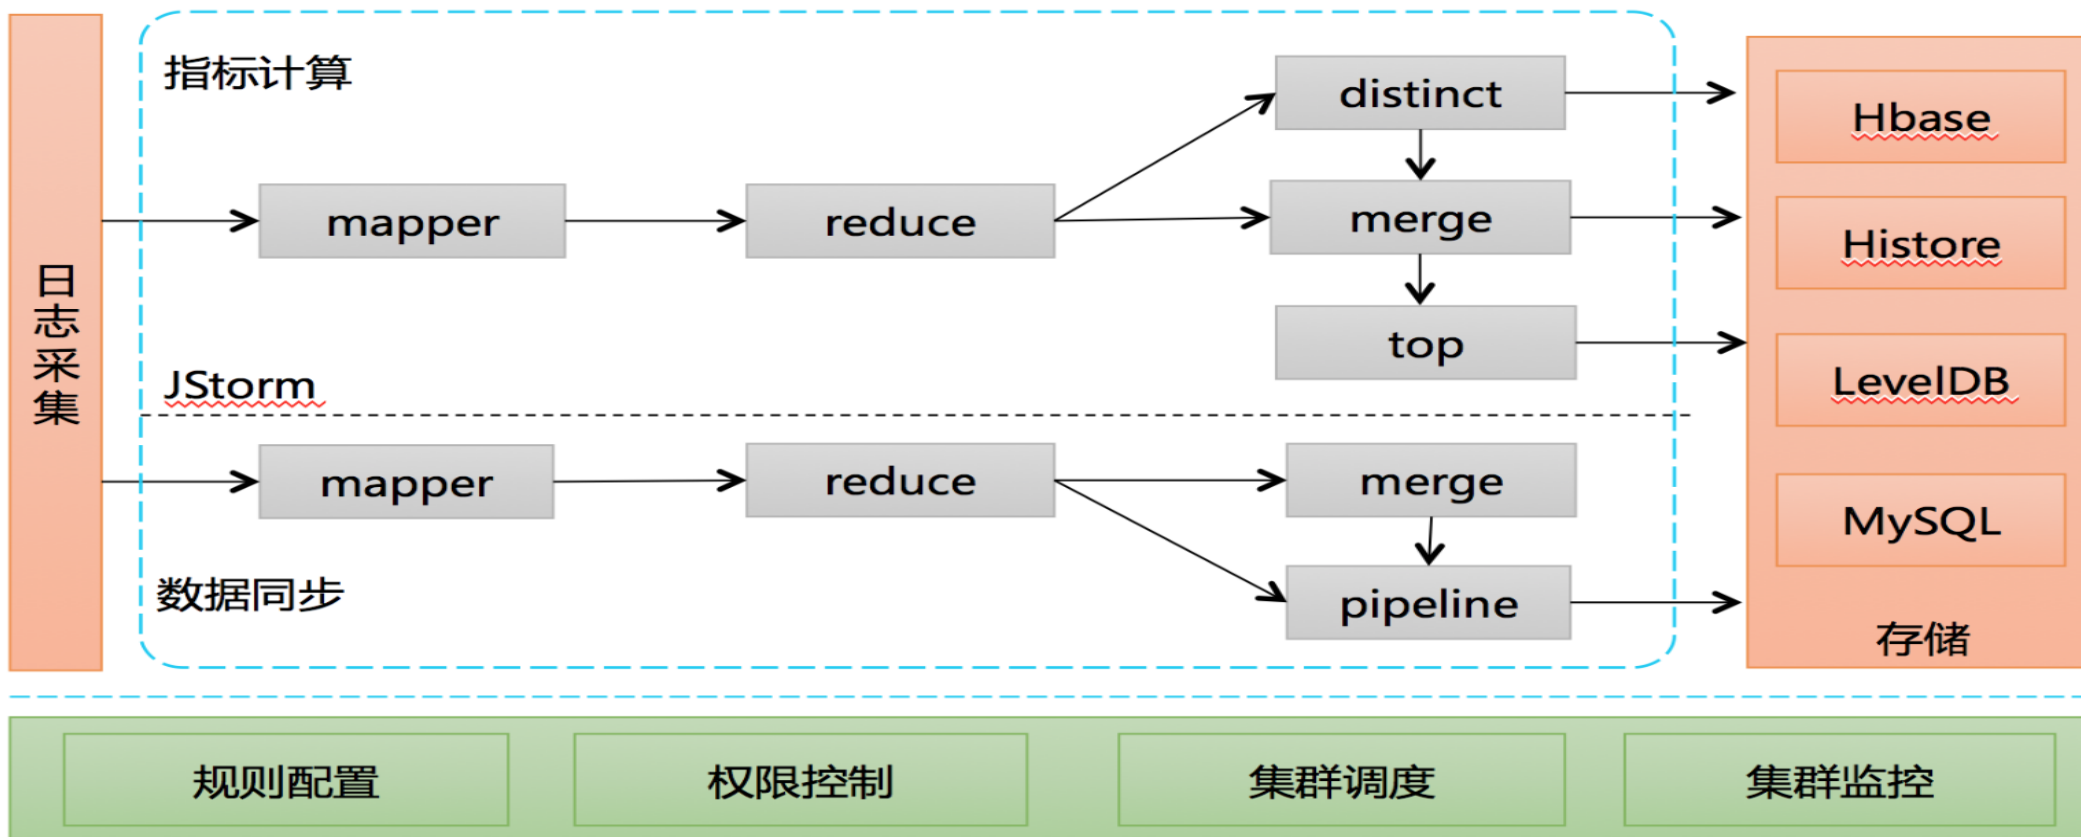 日志采集
指标计算
mapper
reduce
distinct
merge
top
JStorm
mapper
reduce
merge
pipeline
数据同步
Hbase
Histore
LevelDB
MySQL
存储
规则配置
权限控制
集群调度
集群监控